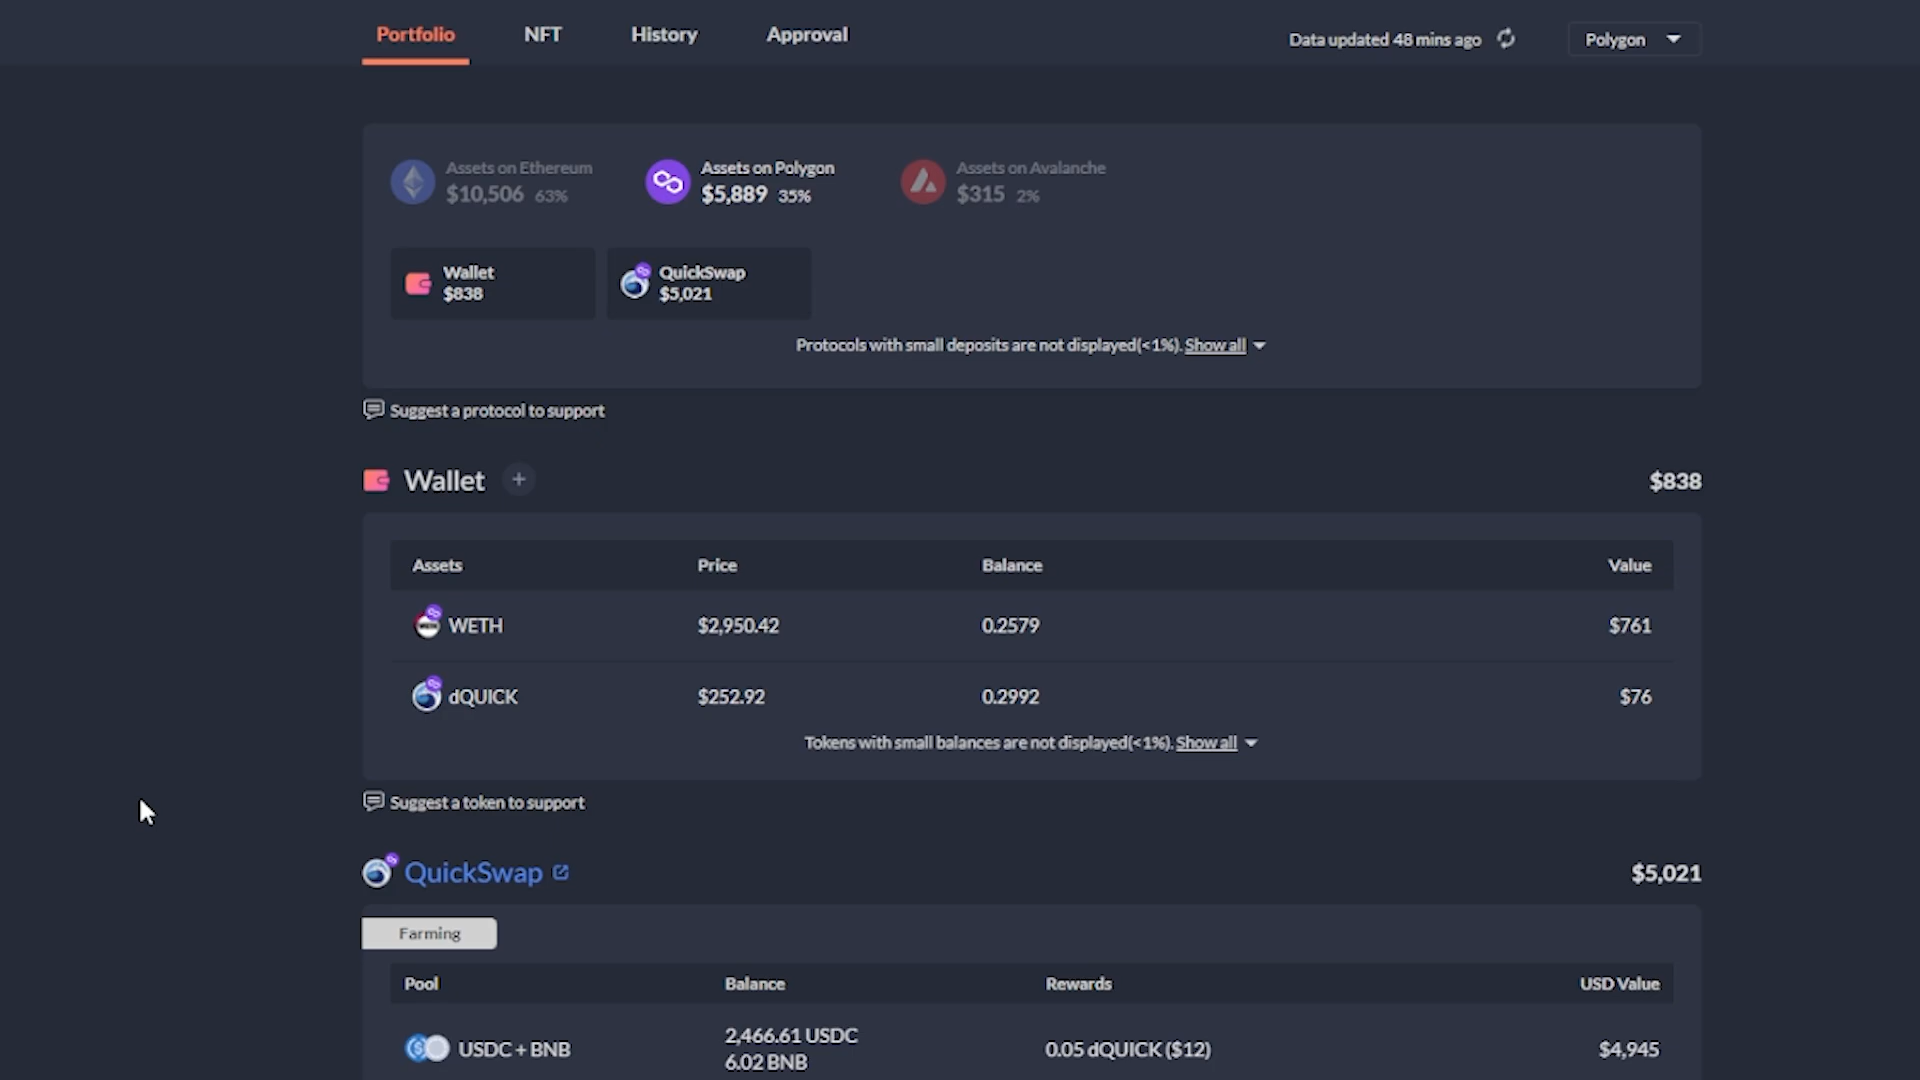 Portfolio NFT History Approval Data updated 48 mins ago Polygon
Assets on Ethereum Assets on Polygon Assets on Avalanche
$10,506 63% $5,889 35% $315 2%
Wallet QuickSwap
$838 $5,021
Protocols with small deposits are not displayed(<1%). Show all
Suggest a protocol to support
Wallet + $838
Assets Price Balance Value
WETH $2,950.42 0.2579 $761
dQUICK $252.92 0.2992 $76
Tokens with small balances are not displayed(<1%). Show all
Suggest a token to support
QuickSwap $5,021
Farming
Pool Balance Rewards USD Value
2,466.61 USDC
USDC + BNB 0.05 dQUICK ($12) $4,945
6.02 BNB